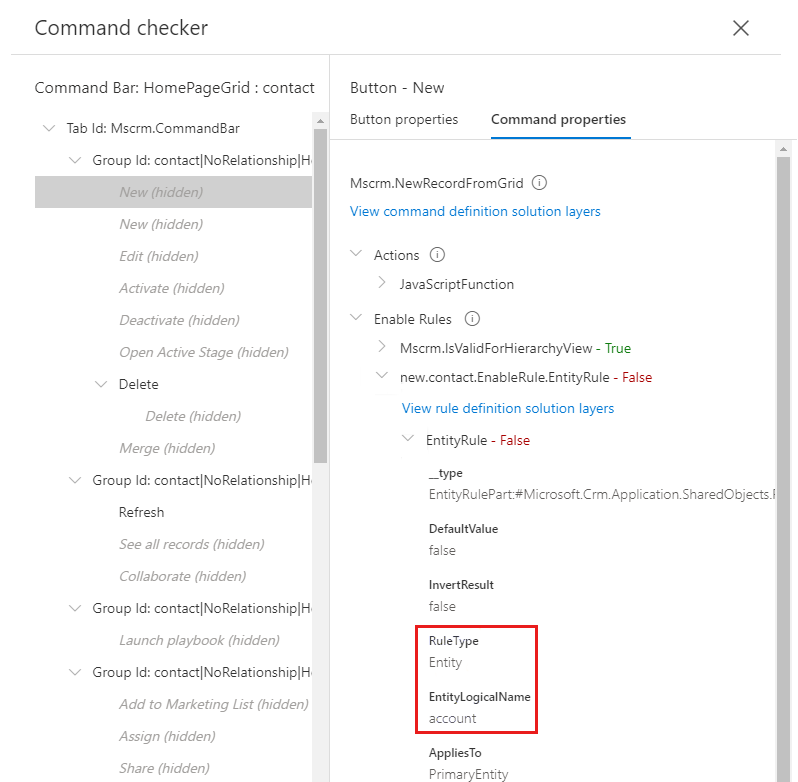 Command checker
Command Bar: HomePageGrid : contact
Tab Id: Mscrm.CommandBar
Group Id: contact|NoRelationship|H
New (hidden)
New (hidden)
Edit (hidden)
Activate (hidden)
Deactivate (hidden)
Open Active Stage (hidden)
Delete
Delete (hidden)
Merge (hidden)
Group Id: contact|NoRelationship|H
Refresh
See all records (hidden)
Collaborate (hidden)
Group Id: contact|NoRelationship|H
Launch playbook (hidden)
Group Id: contact|NoRelationship|H
Add to Marketing List (hidden)
Assign (hidden)
Share (hidden)
Button - New
Button properties
Command properties
Mscrm.NewRecordFromGrid
View command definition solution layers
Actions
JavaScriptFunction
Enable Rules
Mscrm.IsValidForHierarchyView - True
new.contact.EnableRule.EntityRule - False
View rule definition solution layers
EntityRule - False
__type
EntityRulePart:#Microsoft.Crm.Application.SharedObjects.
DefaultValue
false
InvertResult
false
RuleType
Entity
EntityLogicalName
account
AppliesTo
PrimaryEntity